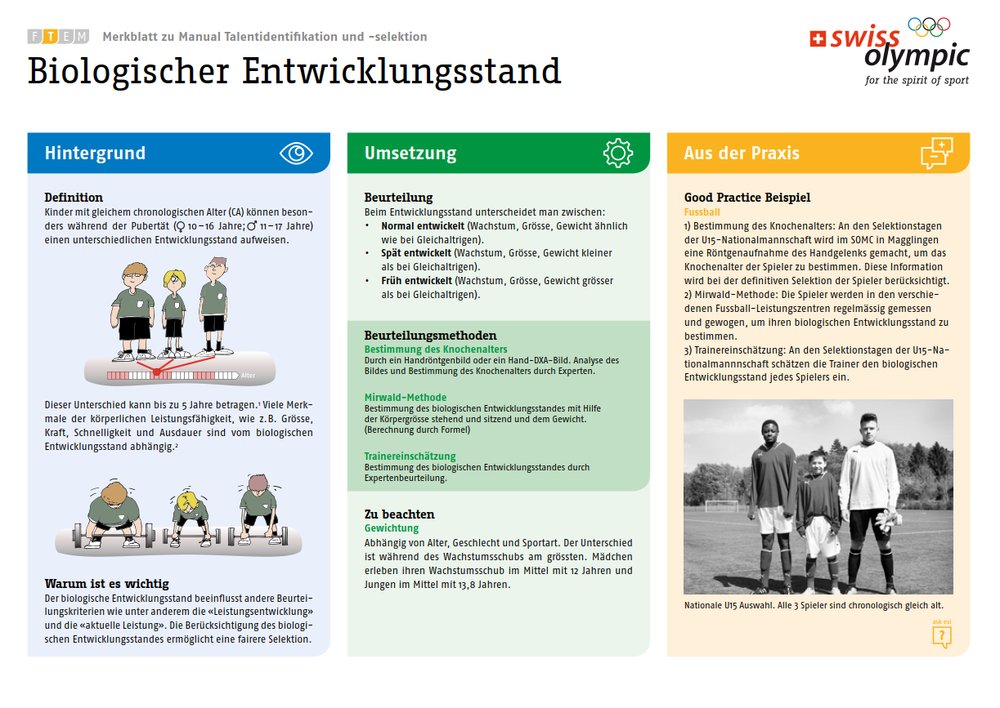 F T E M Merkblatt zu Manual Talentidentifikation und -selektion
Biologischer Entwicklungsstand
swiss
olympic
for the spirit of sport
Hintergrund
Definition
Kinder mit gleichem chronologischen Alter (CA) können beson-
ders während der Pubertät (♀ 10–16 Jahre; ♂ 11–17 Jahre)
einen unterschiedlichen Entwicklungsstand aufweisen.
Alter
Dieser Unterschied kann bis zu 5 Jahre betragen.¹ Viele Merk-
male der körperlichen Leistungsfähigkeit, wie z.B. Grösse,
Kraft, Schnelligkeit und Ausdauer sind vom biologischen
Entwicklungsstand abhängig.²
Warum ist es wichtig
Der biologische Entwicklungsstand beeinflusst andere Beurtei-
lungskriterien wie unter anderem die «Leistungsentwicklung»
und die «aktuelle Leistung». Die Berücksichtigung des biologi-
schen Entwicklungsstandes ermöglicht eine fairere Selektion.
Umsetzung
Beurteilung
Beim Entwicklungsstand unterscheidet man zwischen:
• Normal entwickelt (Wachstum, Grösse, Gewicht ähnlich
wie bei Gleichaltrigen).
• Spät entwickelt (Wachstum, Grösse, Gewicht kleiner
als bei Gleichaltrigen).
• Früh entwickelt (Wachstum, Grösse, Gewicht grösser
als bei Gleichaltrigen).
Beurteilungsmethoden
Bestimmung des Knochenalters
Durch ein Handröntgenbild oder ein Hand-DXA-Bild. Analyse des
Bildes und Bestimmung des Knochenalters durch Experten.
Mirwald-Methode
Bestimmung des biologischen Entwicklungsstandes mit Hilfe
der Körpergrösse stehend und sitzend und dem Gewicht.
(Berechnung durch Formel)
Trainereinschätzung
Bestimmung des biologischen Entwicklungsstandes durch
Expertenbeurteilung.
Zu beachten
Gewichtung
Abhängig von Alter, Geschlecht und Sportart. Der Unterschied
ist während des Wachstumsschubs am grössten. Mädchen
erleben ihren Wachstumsschub im Mittel mit 12 Jahren und
Jungen im Mittel mit 13,8 Jahren.
Aus der Praxis
Good Practice Beispiel
Fussball
1) Bestimmung des Knochenalters: An den Selektionstagen
der U15-Nationalmannschaft wird im SOMC in Magglingen
eine Röntgenaufnahme des Handgelenks gemacht, um das
Knochenalter der Spieler zu bestimmen. Diese Information
wird bei der definitiven Selektion der Spieler berücksichtigt.
2) Mirwald-Methode: Die Spieler werden in den verschie-
denen Fussball-Leistungszentren regelmässig gemessen
und gewogen, um ihren biologischen Entwicklungsstand zu
bestimmen.
3) Trainereinschätzung: An den Selektionstagen der U15-Na-
tionalmannnschaft schätzen die Trainer den biologischen
Entwicklungsstand jedes Spielers ein.
Nationale U15 Auswahl. Alle 3 Spieler sind chronologisch gleich alt.
ask esi
?